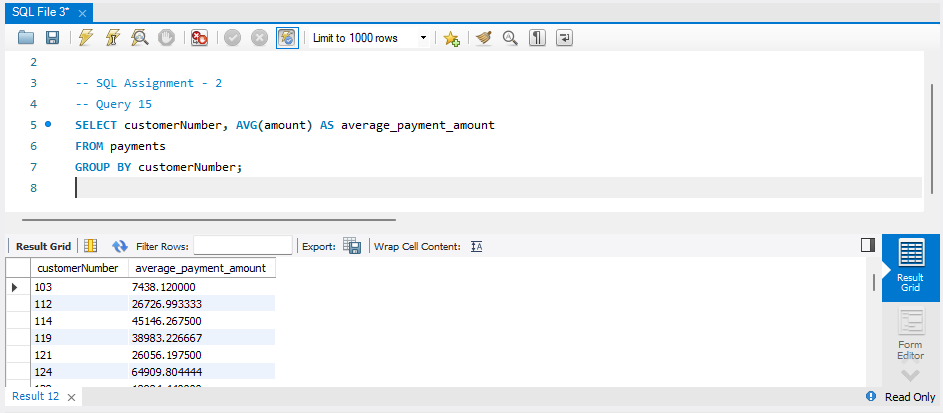 SQL File 3*
Limit to 1000 rows
2
3 -- SQL Assignment - 2
4 -- Query 15
5 SELECT customerNumber, AVG(amount) AS average_payment_amount
6 FROM payments
7 GROUP BY customerNumber;
8
Result Grid Filter Rows: Export: Wrap Cell Content:
customerNumber average_payment_amount
103 7438.120000
112 26726.993333
114 45146.267500
119 38983.226667
121 26056.197500
124 64909.804444
Result
Grid
Form
Editor
Result 12 Read Only